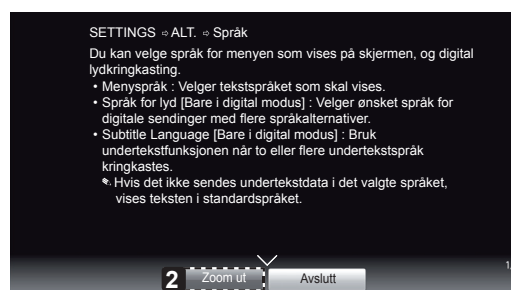 SETTINGS ⇨ ALT. ⇨ Språk
Du kan velge språk for menyen som vises på skjermen, og digital
lydkringkasting.
• Menyspråk : Velger tekstspråket som skal vises.
• Språk for lyd [Bare i digital modus] : Velger ønsket språk for
digitale sendinger med flere språkalternativer.
• Subtitle Language [Bare i digital modus] : Bruk
undertekstfunksjonen når to eller flere undertekstspråk
kringkastes.
Hvis det ikke sendes undertekstdata i det valgte språket,
vises teksten i standardspråket.
2 Zoom ut Avslutt